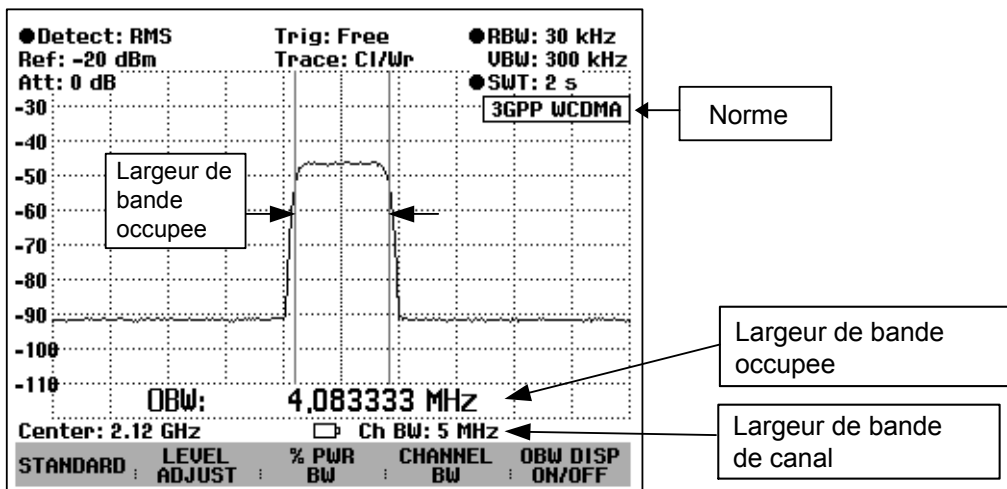 ●Detect: RMS Trig: Free ●RBW: 30 kHz
Ref: -20 dBm Trace: Cl/Wr VBW: 300 kHz
Att: 0 dB ●SWT: 2 s
-30
3GPP WCDMA
Norme
-40
-50
Largeur de
bande
occupee
-60
-70
-80
-90
-100
-110
Largeur de bande
occupee
OBW: 4,083333 MHz
Center: 2.12 GHz Ch BW: 5 MHz
Largeur de bande
de canal
STANDARD LEVEL ADJUST % PWR BW CHANNEL BW OBW DISP ON/OFF